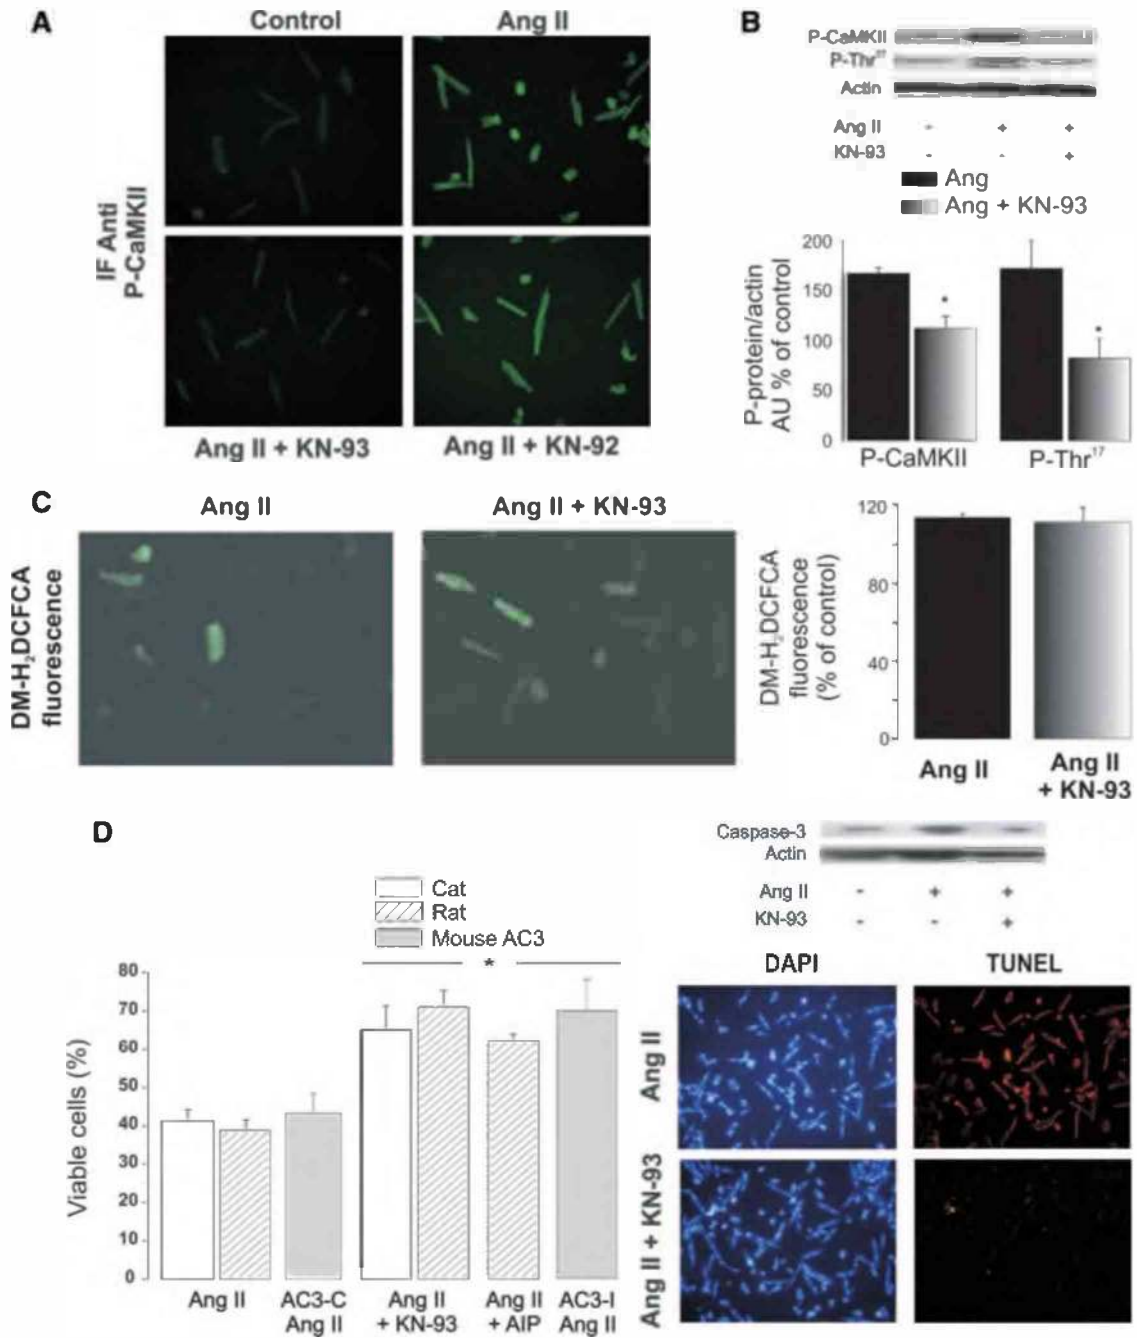 A
Control
Ang II
IF Anti
P-CaMKII
Ang II + KN-93
Ang II + KN-92
B
P-CaMKII
P-Thr¹⁷
Actin
Ang II - + +
KN-93 - - +
Ang
Ang + KN-93
P-protein/actin
AU % of control
200
150
100
50
0
*
*
P-CaMKII
P-Thr¹⁷
C
Ang II
Ang II + KN-93
DM-H₂DCFCA
fluorescence
DM-H₂DCFCA
fluorescence
(% of control)
120
80
40
0
Ang II
Ang II
+ KN-93
D
Cat
Rat
Mouse AC3
*
Viable cells (%)
80
70
60
50
40
30
20
10
0
Ang II
AC3-C
Ang II
Ang II
+ KN-93
Ang II
+ AIP
AC3-I
Ang II
Caspase-3
Actin
Ang II - + +
KN-93 - - +
DAPI
TUNEL
Ang II
Ang II + KN-93